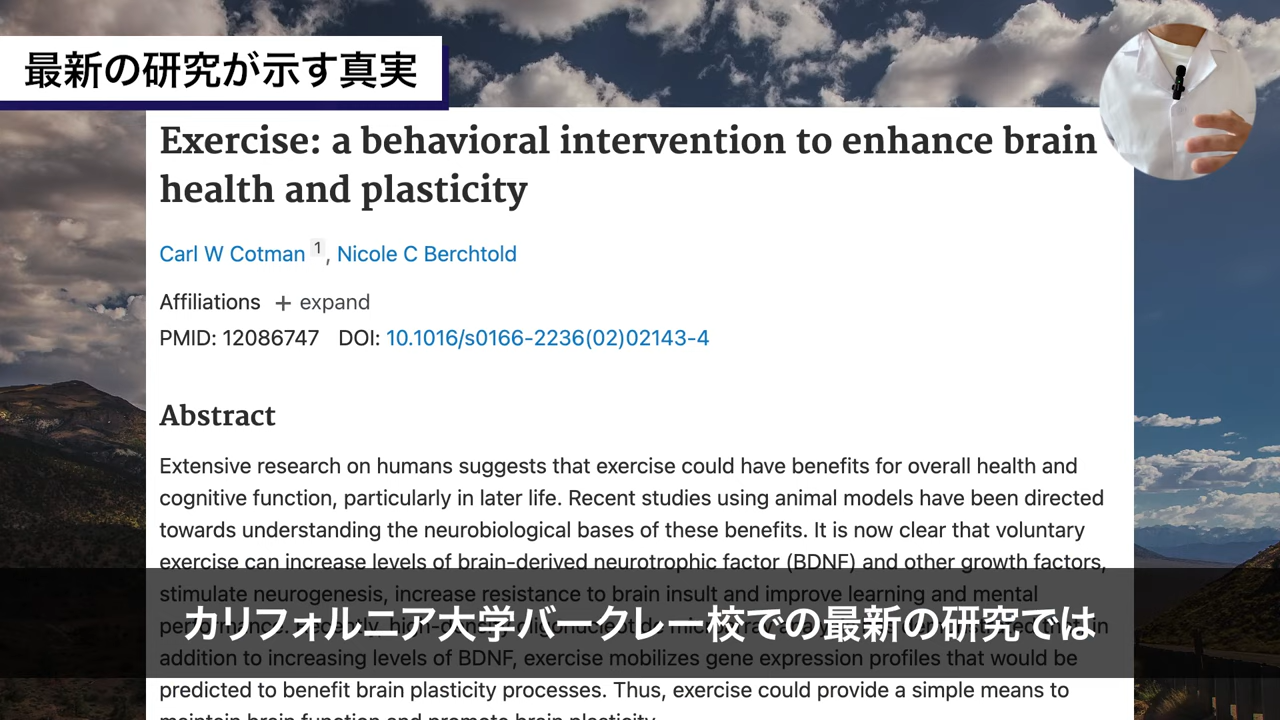 最新の研究が示す真実
Exercise: a behavioral intervention to enhance brain
health and plasticity
Carl W Cotman 1, Nicole C Berchtold
Affiliations + expand
PMID: 12086747 DOI: 10.1016/s0166-2236(02)02143-4
Abstract
Extensive research on humans suggests that exercise could have benefits for overall health and
cognitive function, particularly in later life. Recent studies using animal models have been directed
towards understanding the neurobiological bases of these benefits. It is now clear that voluntary
exercise can increase levels of brain-derived neurotrophic factor (BDNF) and other growth factors,
stimulate neurogenesis, increase resistance to brain insult and improve learning and mental
カリフォルニア大学バークレー校での最新の研究では
addition to increasing levels of BDNF, exercise mobilizes gene expression profiles that would be
predicted to benefit brain plasticity processes. Thus, exercise could provide a simple means to
maintain brain function and promote brain plasticity.